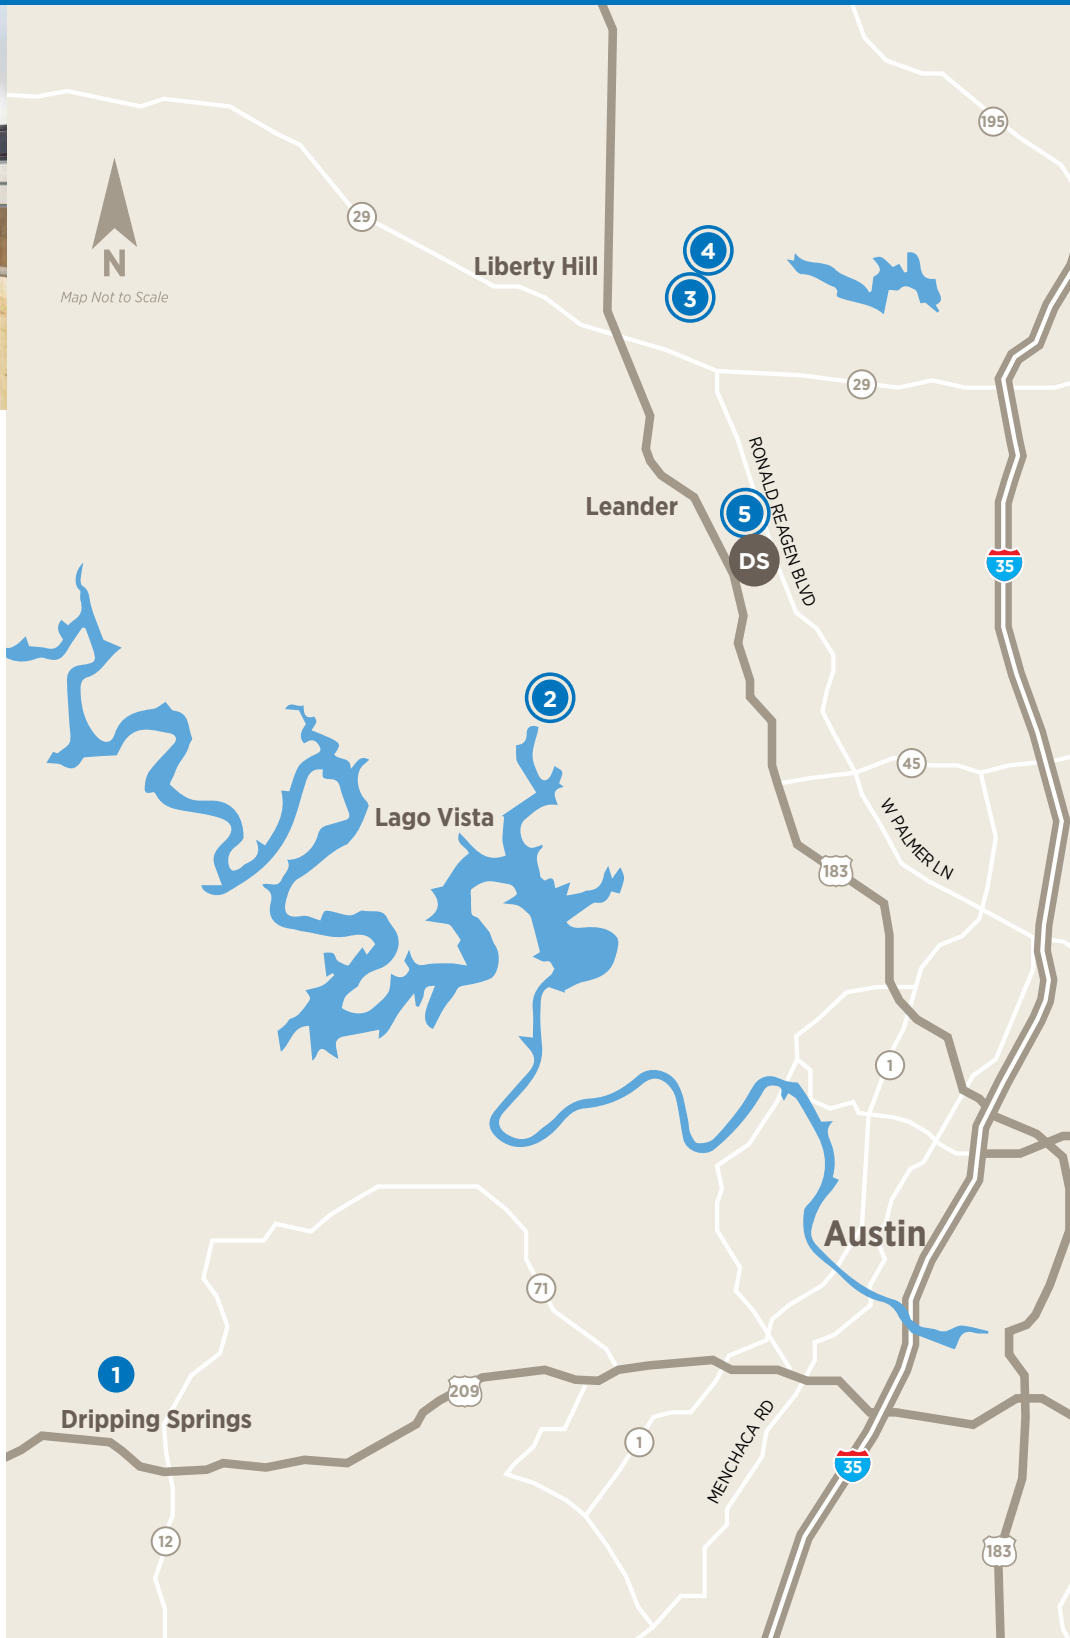 195
29
4
Liberty Hill
N
3
Map Not to Scale
29
RONALD REAGEN BLVD
Leander
5
DS
35
2
45
Lago Vista
W PALMER LN
183
1
Austin
71
1
209
Dripping Springs
MENCHACA RD
1
35
12
183